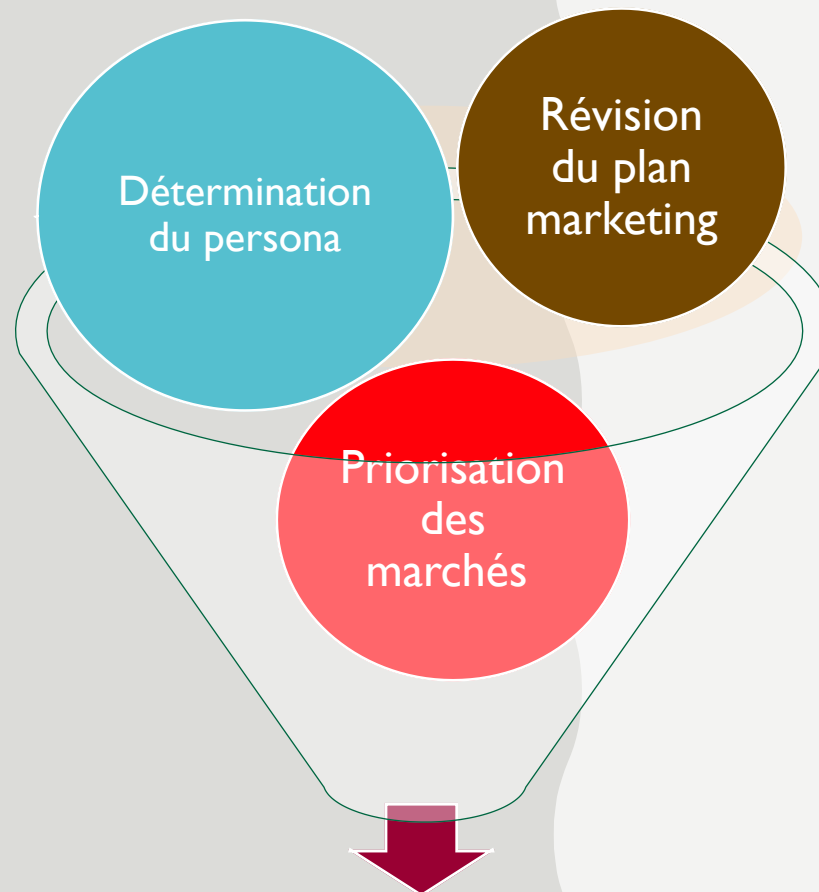 Détermination
du persona
Révision
du plan
marketing
Priorisation
des
marchés